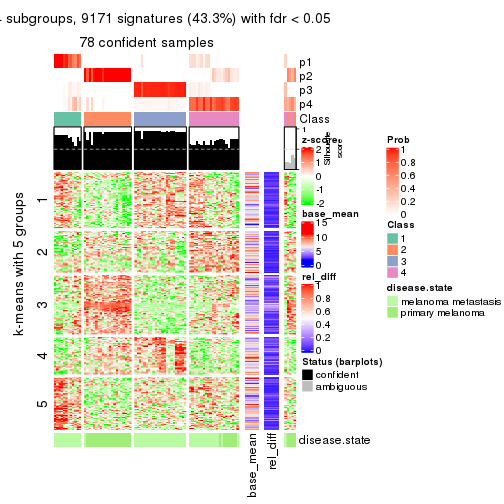 subgroups, 9171 signatures (43.3%) with fdr < 0.05
78 confident samples
p1
p2
p3
p4
Class
1
Silhouette
score
k-means with 5 groups
1
2
3
4
5
z-score
2
1
0
-1
-2
base_mean
15
10
5
0
rel_diff
1
0.8
0.6
0.4
0.2
0
Status (barplots)
confident
ambiguous
Prob
1
0.8
0.6
0.4
0.2
0
Class
1
2
3
4
disease.state
melanoma metastasis
primary melanoma
disease.state
base_mean
rel_diff